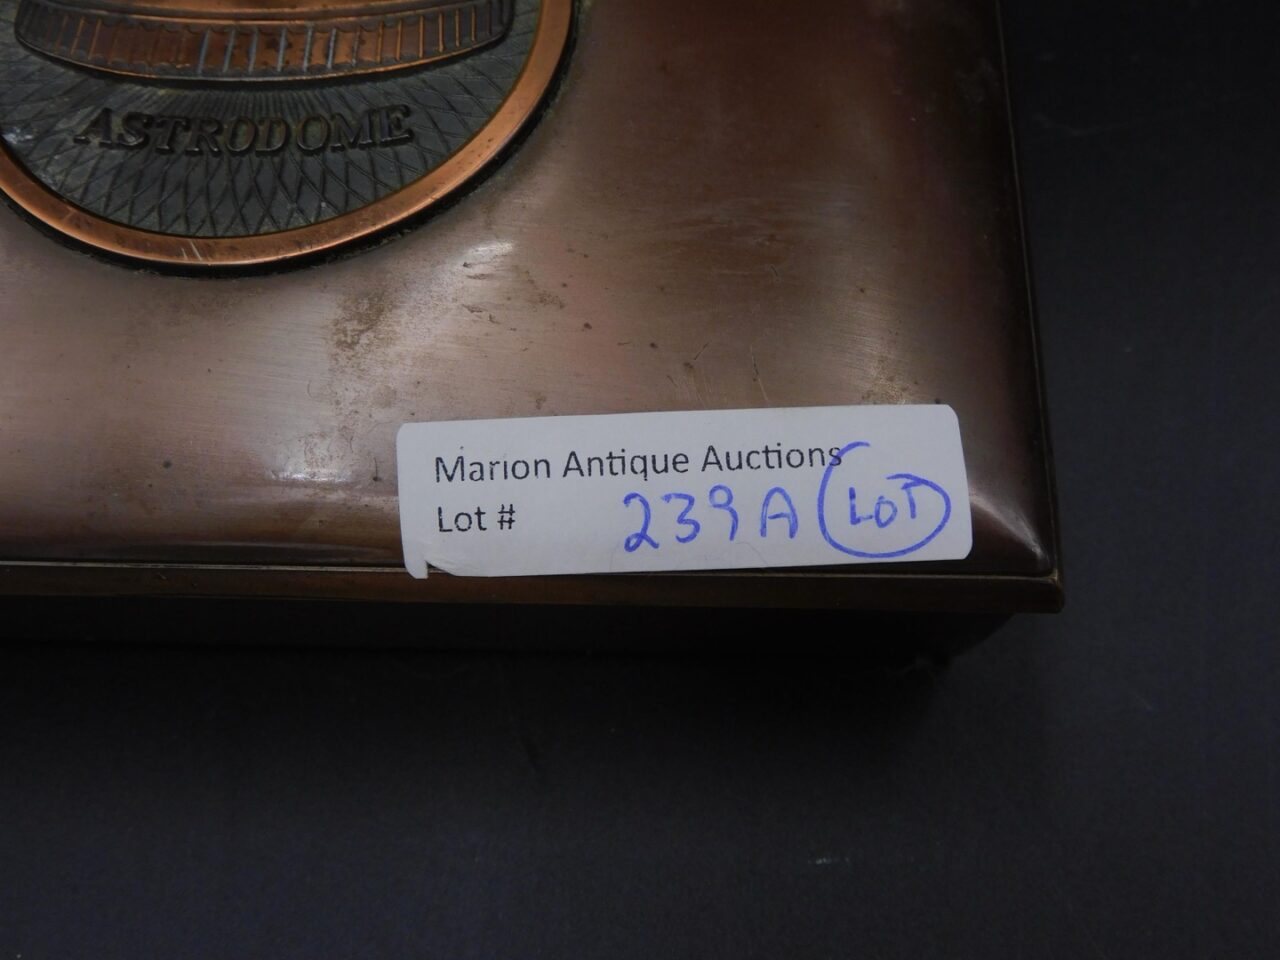 ASTRODOME
Marion Antique Auctions
Lot # 239A LOT